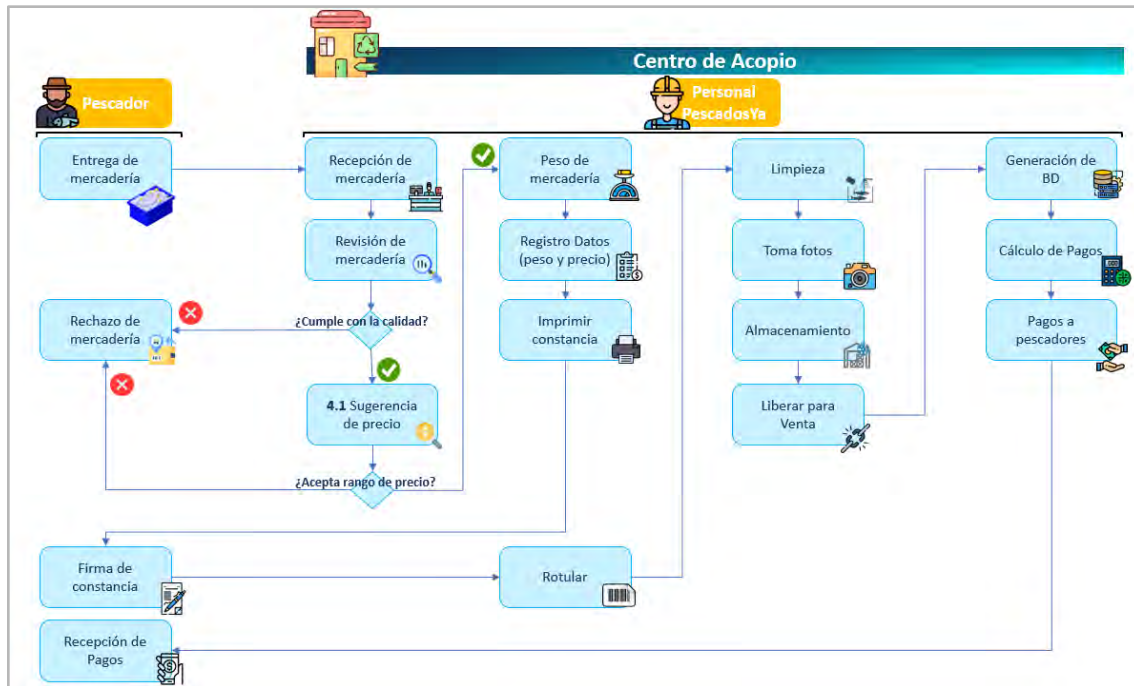 Centro de Acopio
Pescador
Personal
PescadosYa
Entrega de
mercadería
Recepción de
mercadería
Peso de
mercadería
Limpieza
Generación de
BD
Revisión de
mercadería
Registro Datos
(peso y precio)
Toma fotos
Cálculo de Pagos
Rechazo de
mercadería
¿Cumple con la calidad?
Imprimir
constancia
Almacenamiento
Pagos a
pescadores
4.1 Sugerencia
de precio
Liberar para
Venta
¿Acepta rango de precio?
Firma de
constancia
Rotular
Recepción de
Pagos